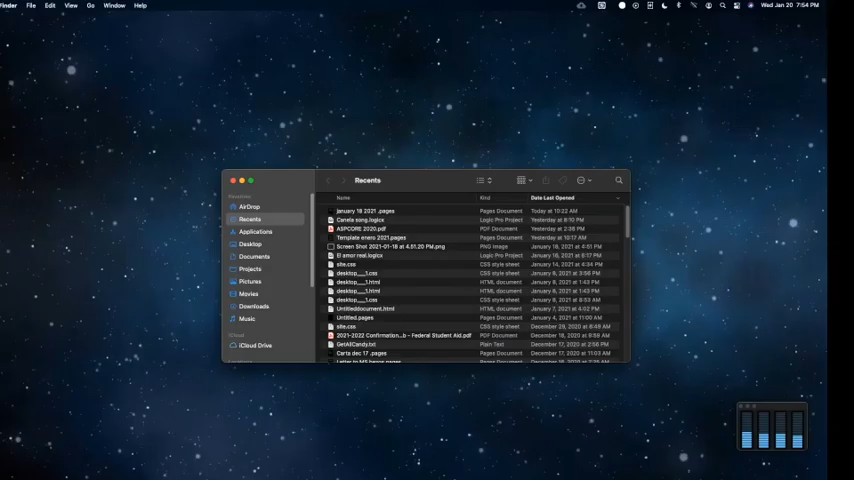 Finder File Edit View Go Window Help Wed Jan 20 7:54 PM
Recents
Favorites
AirDrop
Recents
Applications
Desktop
Documents
Projects
Pictures
Movies
Downloads
Music
iCloud
iCloud Drive
Name Kind Date Last Opened
january 18 2021 .pages Pages Document Today at 10:22 AM
Canela song.logicx Logic Pro Project Yesterday at 8:10 PM
ASPCORE 2020.pdf PDF Document Yesterday at 2:38 PM
Template enero 2021.pages Pages Document Yesterday at 10:17 AM
Screen Shot 2021-01-18 at 4.51.20 PM.png PNG image January 18, 2021 at 4:51 PM
El amor real.logicx Logic Pro Project January 16, 2021 at 6:17 PM
site.css CSS style sheet January 14, 2021 at 4:34 PM
desktop___1.css CSS style sheet January 9, 2021 at 3:56 PM
desktop___1.html HTML document January 9, 2021 at 1:43 PM
desktop___1.html HTML document January 9, 2021 at 1:43 PM
desktop___1.css CSS style sheet January 9, 2021 at 8:53 AM
Untitleddocument.html HTML document January 7, 2021 at 4:02 PM
Untitled.pages Pages Document January 4, 2021 at 11:00 AM
site.css CSS style sheet December 29, 2020 at 8:48 AM
2021-2022 Confirmation...b - Federal Student Aid.pdf PDF Document December 18, 2020 at 9:59 AM
GetAllCandy.txt Plain Text December 17, 2020 at 2:56 PM
Carta dec 17 .pages Pages Document December 17, 2020 at 11:03 AM